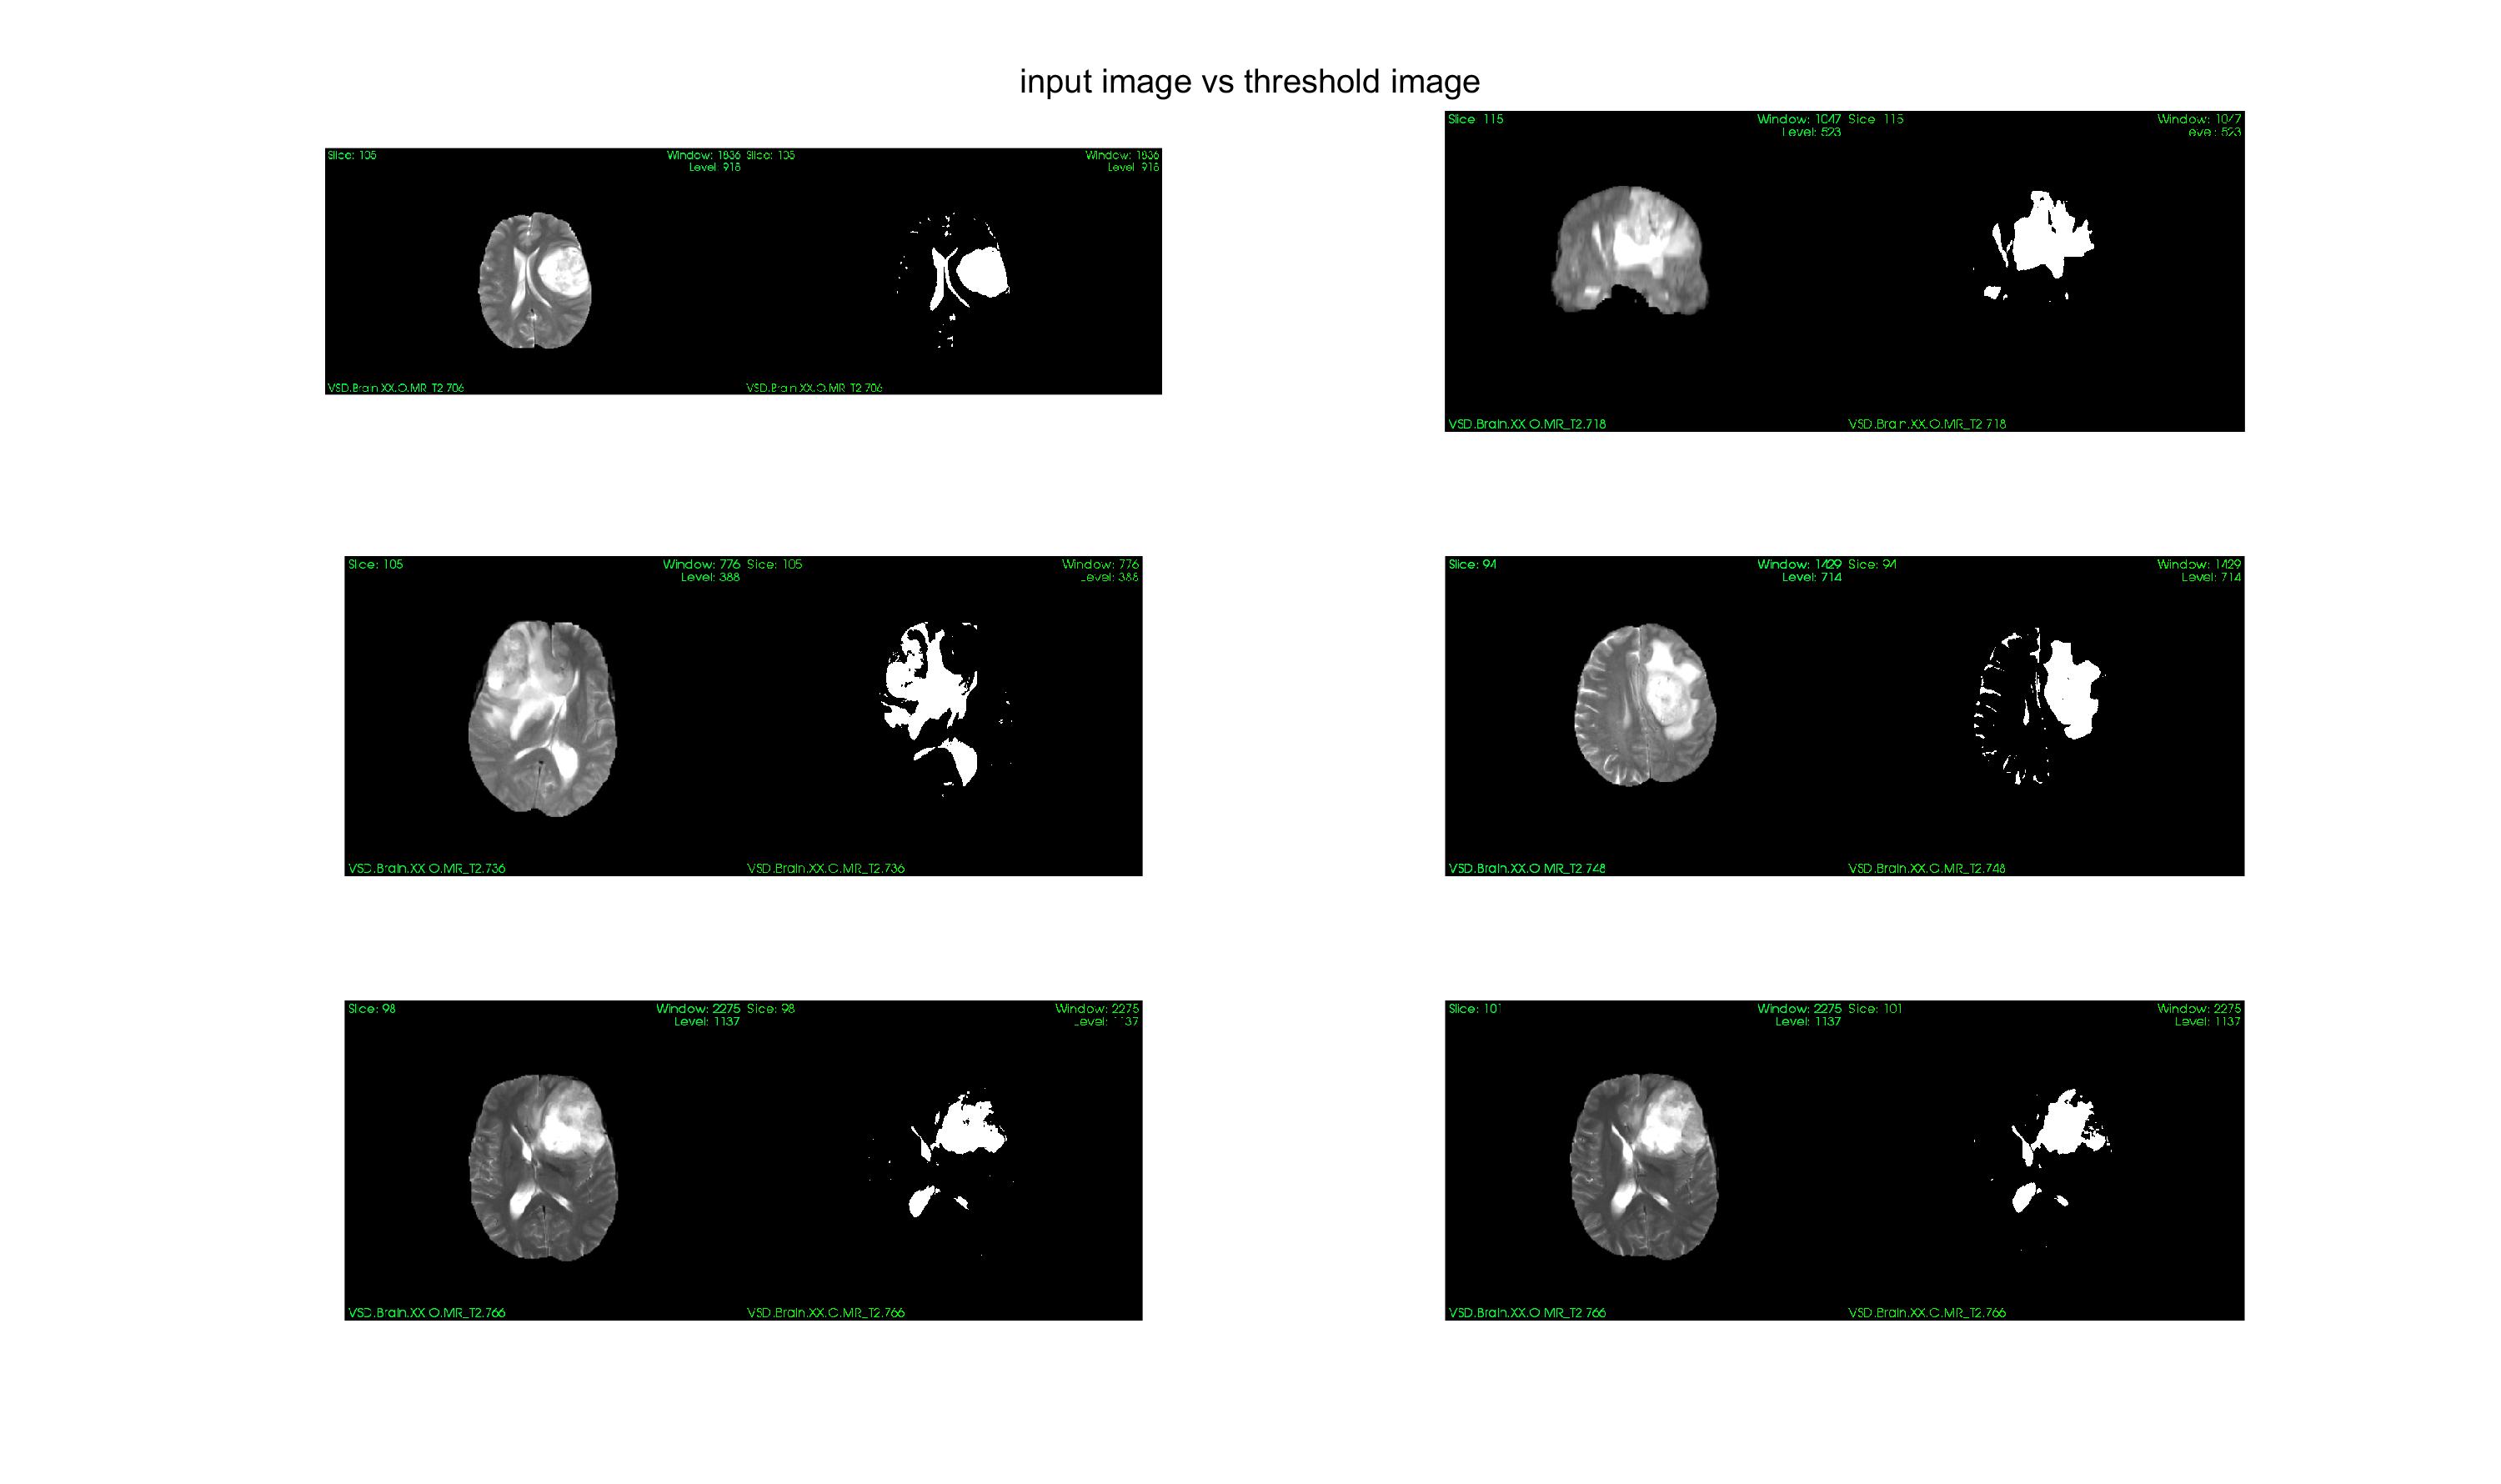 input image vs threshold image
Slice: 105 Window: 1836 Slice: 105 Window: 1836
Level 918 Level 918
VSD.Brain.XX.O.MR T2 706 VSD.Brain.XX.O.MR T2 706
Slice 115 Window: 1047 Slice 115 Window: 1047
Level: 523 evel: 523
VSD.Brain.XX O.MR_T2.718 VSD.Brain.XX.O.MR_T2 718
Slice: 105 Window: 776 Slice: 105 Window: 776
Level: 388 Level: 388
VSD.Brain.XX O.MR_T2.736 VSD.Brain.XX.O.MR_T2.736
Slice: 94 Window: 1429 Slice: 94 Window: 1429
Level: 714 Level: 714
VSD.Brain.XX.O MR_T2.748 VSD.Brain.XX.O.MR_T2.748
Slice: 98 Window: 2275 Slice: 98 Window: 2275
Level: 1137 Level: 1137
VSD.Brain.XX O.MR_T2.766 VSD.Brain.XX.O.MR_T2.766
Slice: 101 Window: 2275 Slice: 101 Window: 2275
Level: 1137 Level: 1137
VSD.Brain.XX.O MR_T2 766 VSD.Brain.XX.O.MR_T2.766